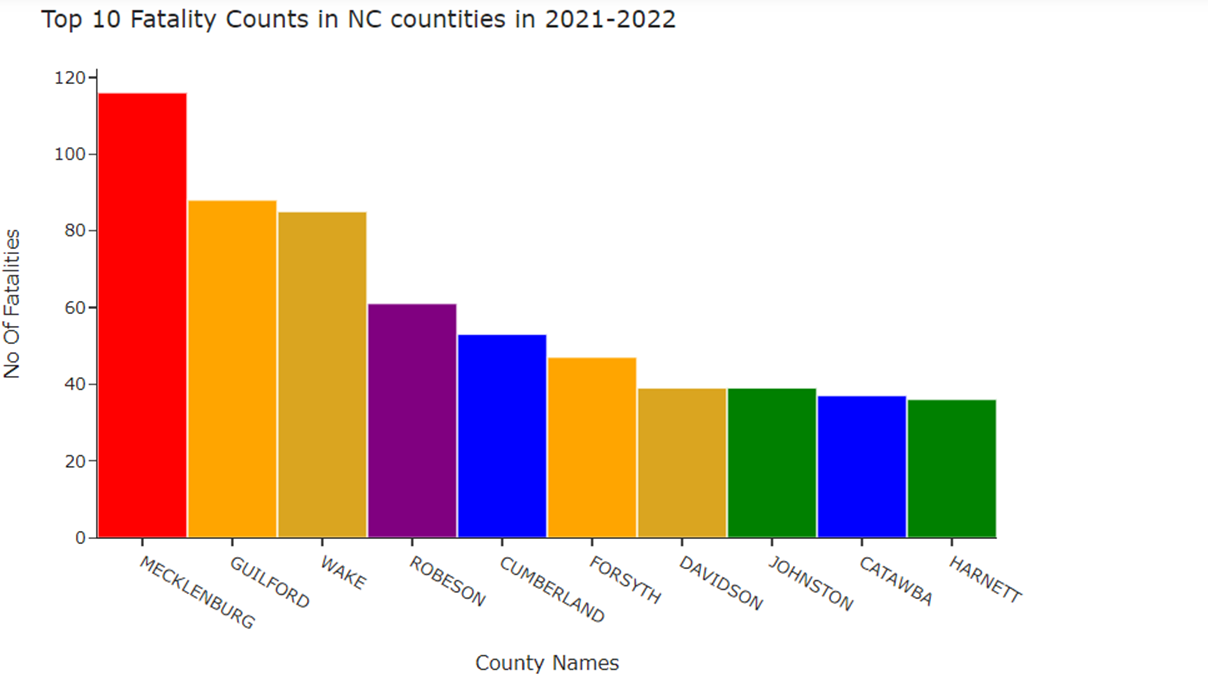 Top 10 Fatality Counts in NC countities in 2021-2022
No Of Fatalities
120
100
80
60
40
20
0
MECKLENBURG
GUILFORD
WAKE
ROBESON
CUMBERLAND
FORSYTH
DAVIDSON
JOHNSTON
CATAWBA
HARNETT
County Names